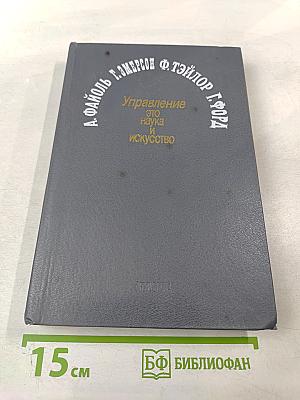 А. ФАЙОЛЬ Г. ЭМЕРСОН Ф. ТЭЙЛОР Г. ФОРД
Управление
это
наука
и
искусство
15 см
БФ БИБЛИОФАН